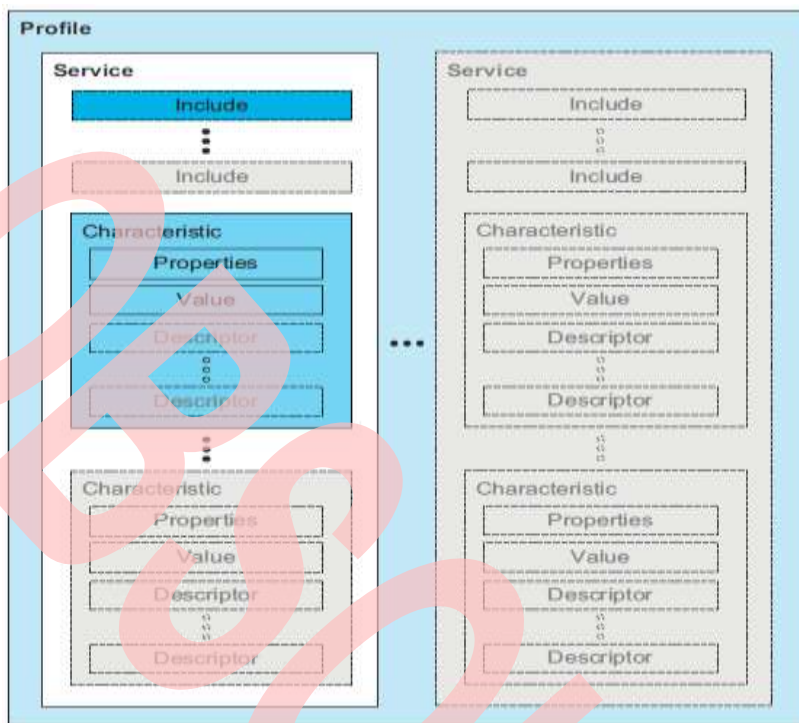 Profile
Service
Include
Include
Characteristic
Properties
Value
Descriptor
Descriptor
Characteristic
Properties
Value
Descriptor
Descriptor
Service
Include
Include
Characteristic
Properties
Value
Descriptor
Descriptor
Characteristic
Properties
Value
Descriptor
Descriptor